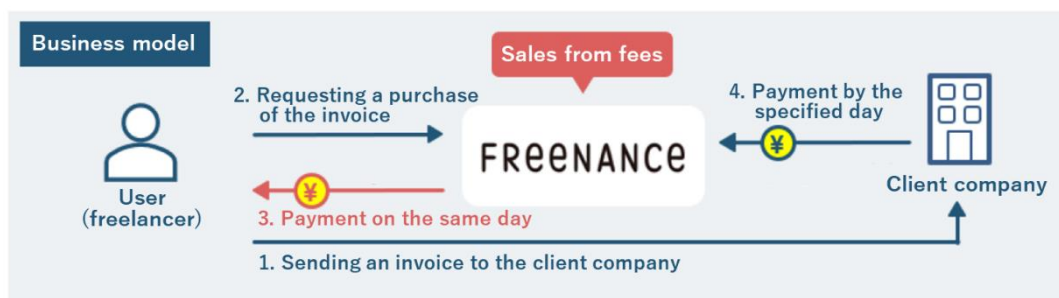 Business model
Sales from fees
2. Requesting a purchase
of the invoice
4. Payment by the
specified day
FReeNANCe
¥
¥
User
(freelancer)
Client company
3. Payment on the same day
1. Sending an invoice to the client company